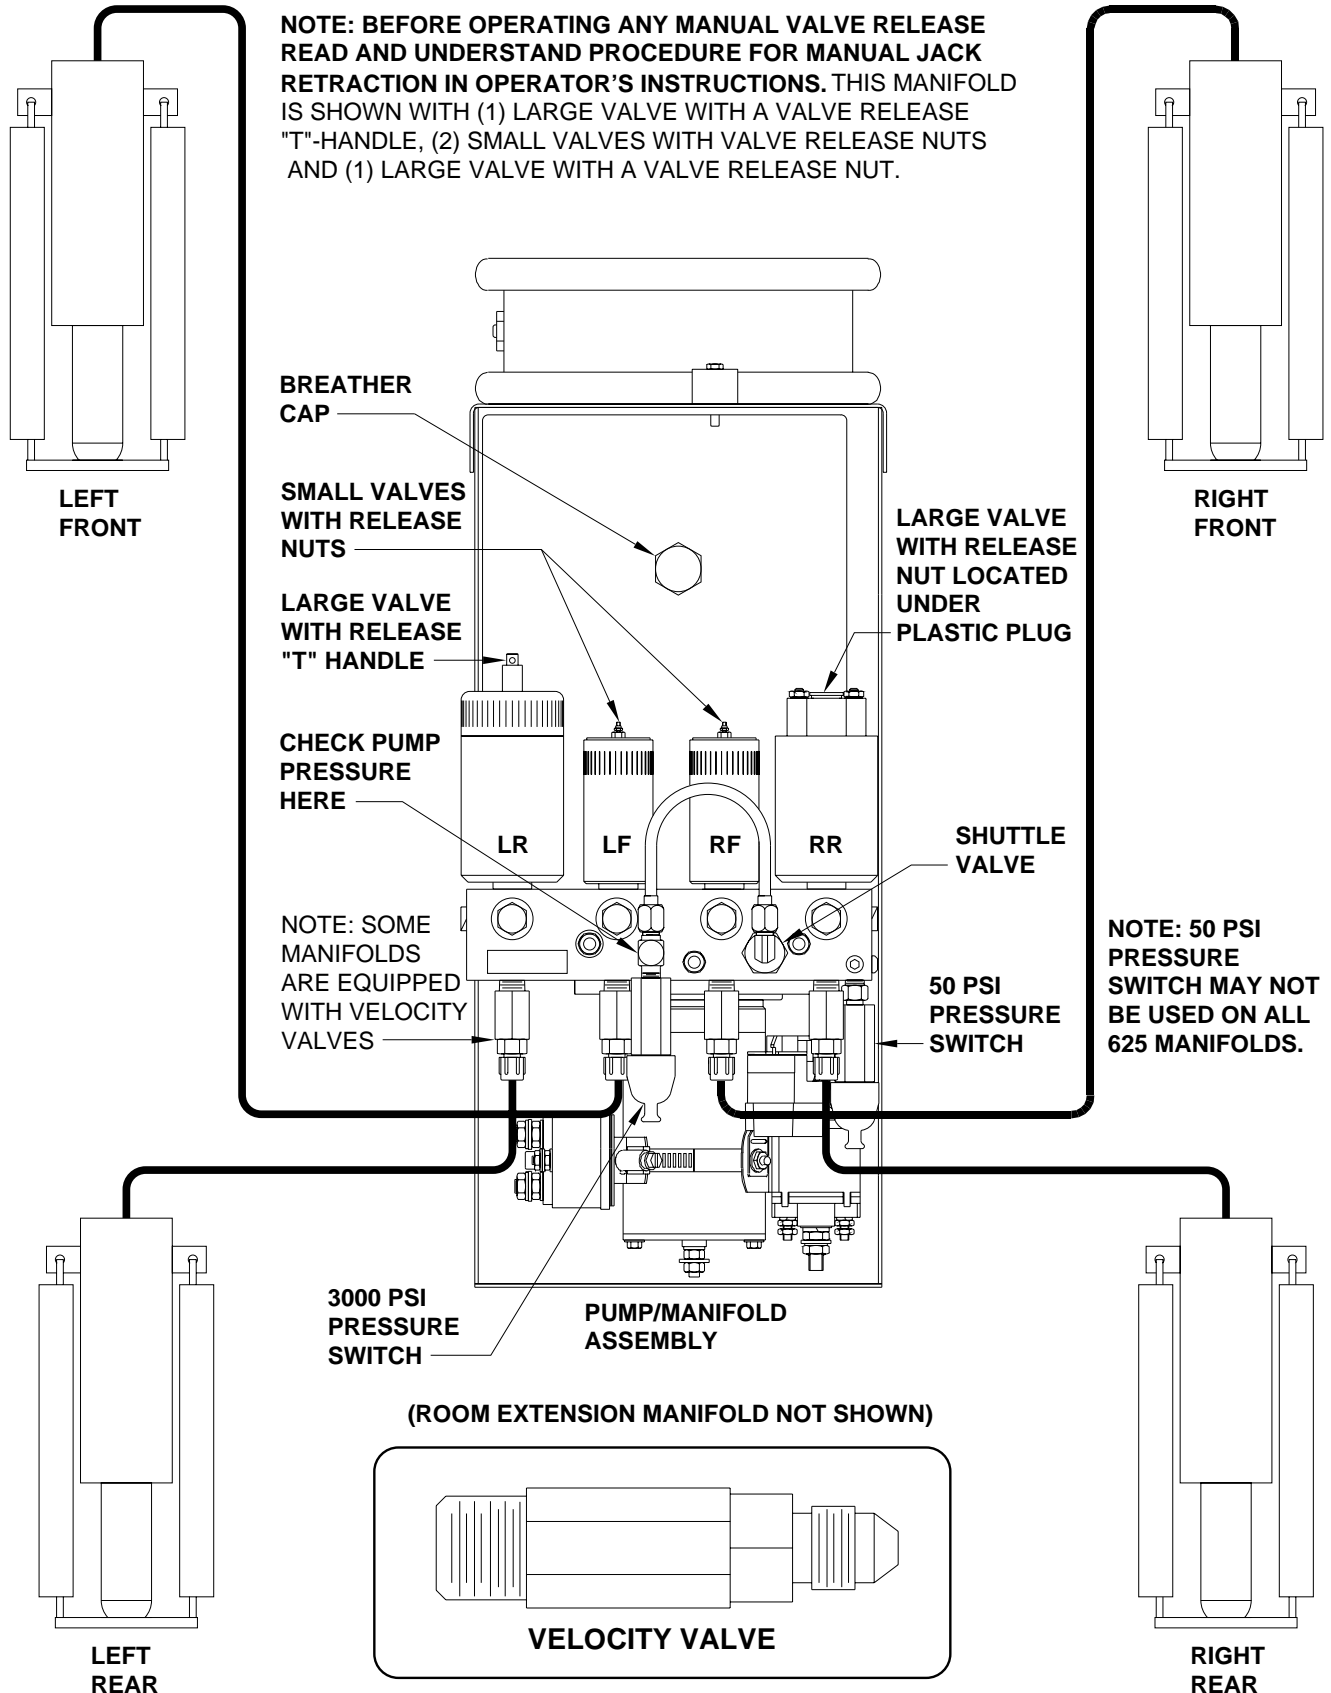 NOTE: BEFORE OPERATING ANY MANUAL VALVE RELEASE
READ AND UNDERSTAND PROCEDURE FOR MANUAL JACK
RETRACTION IN OPERATOR'S INSTRUCTIONS. THIS MANIFOLD
IS SHOWN WITH (1) LARGE VALVE WITH A VALVE RELEASE
"T"-HANDLE, (2) SMALL VALVES WITH VALVE RELEASE NUTS
AND (1) LARGE VALVE WITH A VALVE RELEASE NUT.
LEFT
FRONT
RIGHT
FRONT
BREATHER
CAP
SMALL VALVES
WITH RELEASE
NUTS
LARGE VALVE
WITH RELEASE
"T" HANDLE
LARGE VALVE
WITH RELEASE
NUT LOCATED
UNDER
PLASTIC PLUG
CHECK PUMP
PRESSURE
HERE
LR
LF
RF
RR
SHUTTLE
VALVE
NOTE: SOME
MANIFOLDS
ARE EQUIPPED
WITH VELOCITY
VALVES
50 PSI
PRESSURE
SWITCH
NOTE: 50 PSI
PRESSURE
SWITCH MAY NOT
BE USED ON ALL
625 MANIFOLDS.
3000 PSI
PRESSURE
SWITCH
PUMP/MANIFOLD
ASSEMBLY
(ROOM EXTENSION MANIFOLD NOT SHOWN)
VELOCITY VALVE
LEFT
REAR
RIGHT
REAR